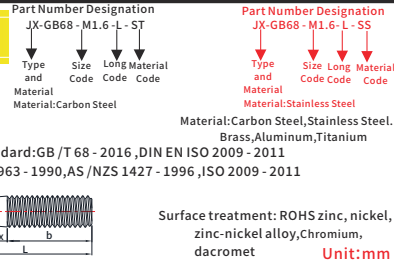 Part Number Designation
JX-GB68 - M1.6 -L - ST
Type and Material
Size Code
Long Code
Material Code
Material:Carbon Steel
Part Number Designation
JX-GB68 - M1.6- L - SS
Type and Material
Size Code
Long Code
Material Code
Material:Stainless Steel
Material:Carbon Steel,Stainless Steel.
Brass,Aluminum,Titanium
dard:GB /T 68 - 2016 ,DIN EN ISO 2009 - 2011
963 - 1990,AS /NZS 1427 - 1996 ,ISO 2009 - 2011
x
b
L
Surface treatment: ROHS zinc, nickel,
zinc-nickel alloy,Chromium,
dacromet
Unit:mm